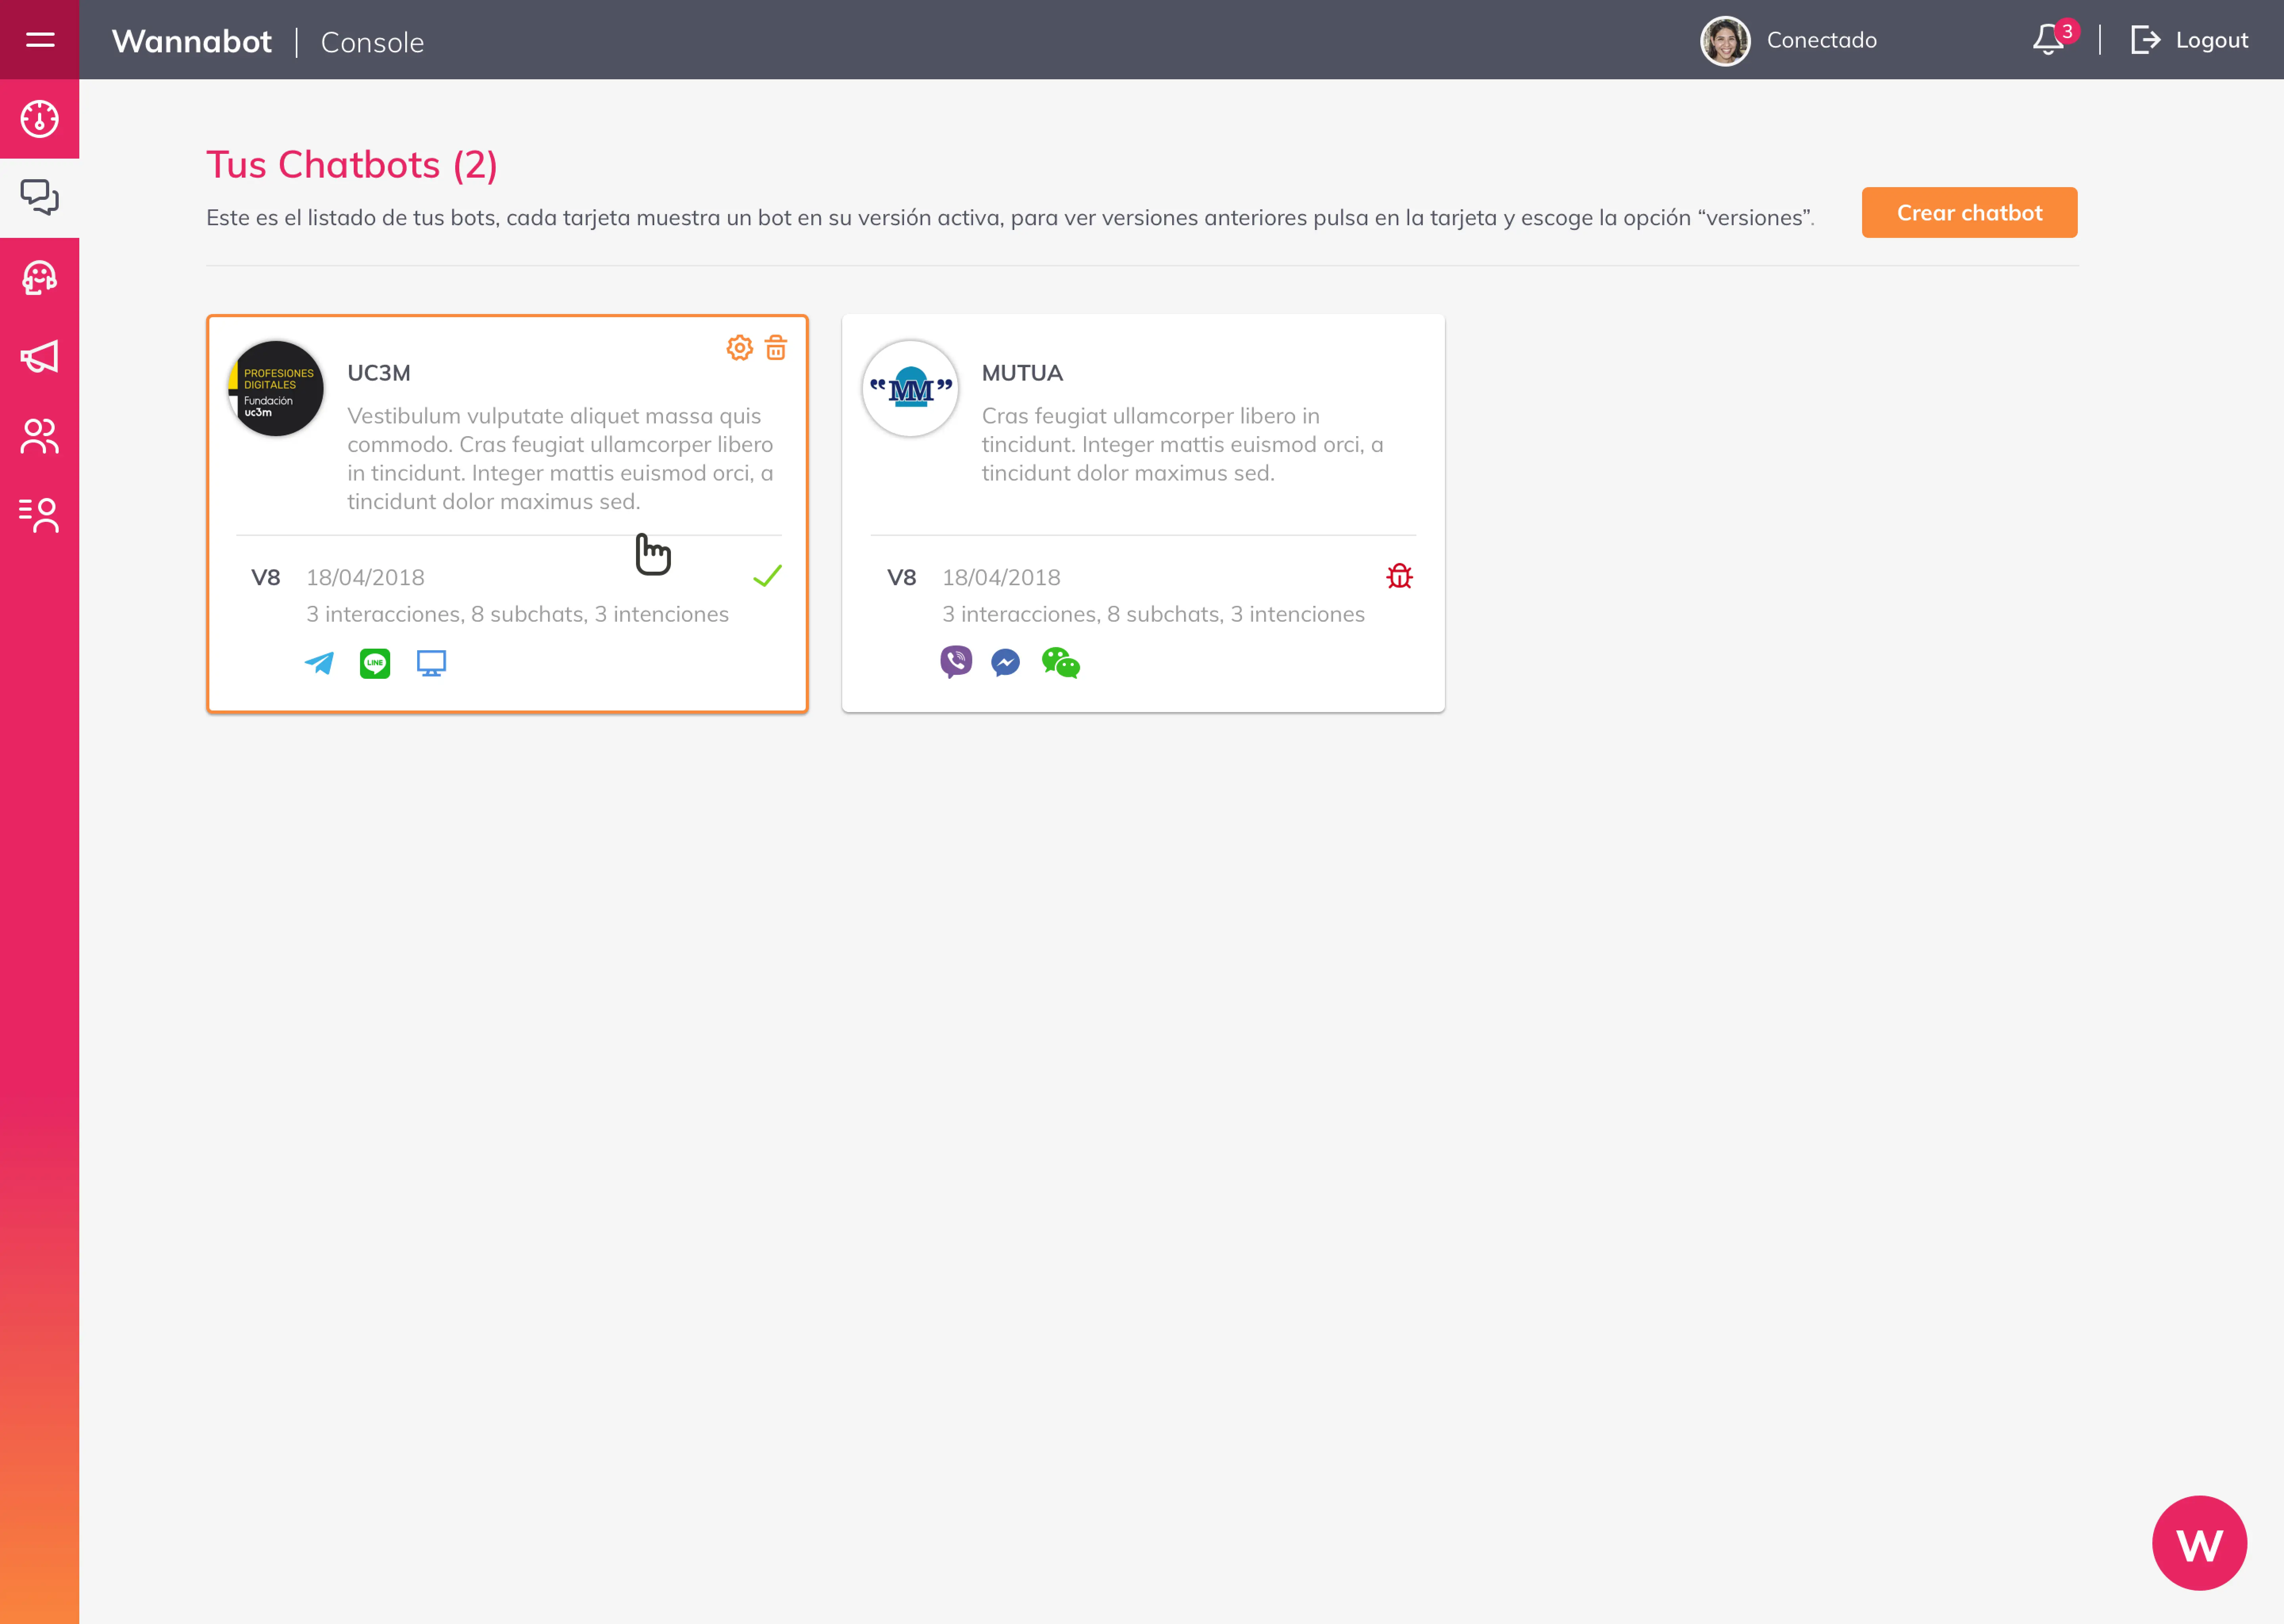 Wannabot | Console
Conectado
3
Logout
Tus Chatbots (2)
Este es el listado de tus bots, cada tarjeta muestra un bot en su versión activa, para ver versiones anteriores pulsa en la tarjeta y escoge la opción “versiones”.
Crear chatbot
PROFESIONES
DIGITALES
Fundación
uc3m
UC3M
Vestibulum vulputate aliquet massa quis
commodo. Cras feugiat ullamcorper libero
in tincidunt. Integer mattis euismod orci, a
tincidunt dolor maximus sed.
V8 18/04/2018
3 interacciones, 8 subchats, 3 intenciones
LINE
“MM”
MUTUA
Cras feugiat ullamcorper libero in
tincidunt. Integer mattis euismod orci, a
tincidunt dolor maximus sed.
V8 18/04/2018
3 interacciones, 8 subchats, 3 intenciones
W